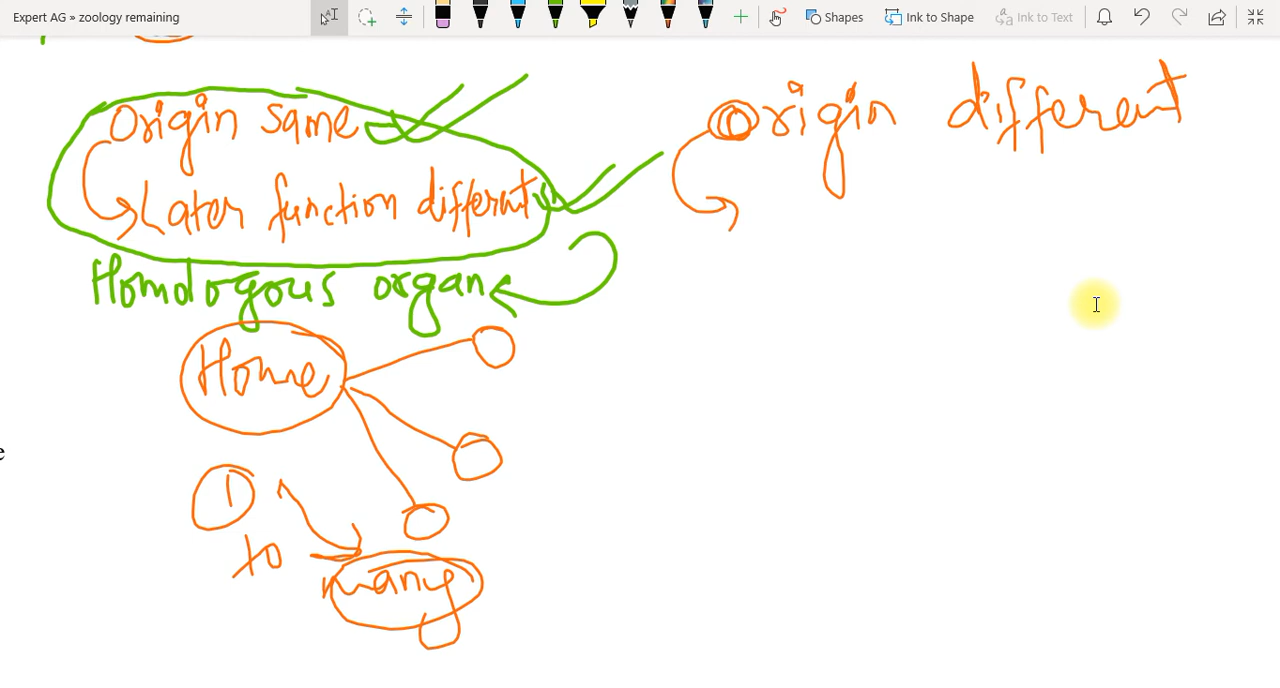 Expert AG » zoology remaining
Shapes
Ink to Shape
Ink to Text
Origin same
Later function different
Homologous organ
Home
1
to
many
Origin different
e